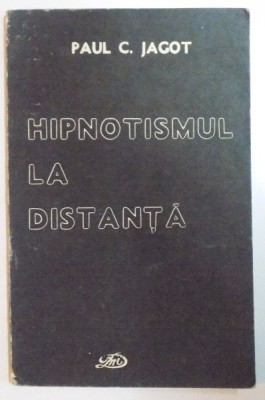 PAUL C. JAGOT
HIPNOTISMUL
LA
DISTANȚĂ